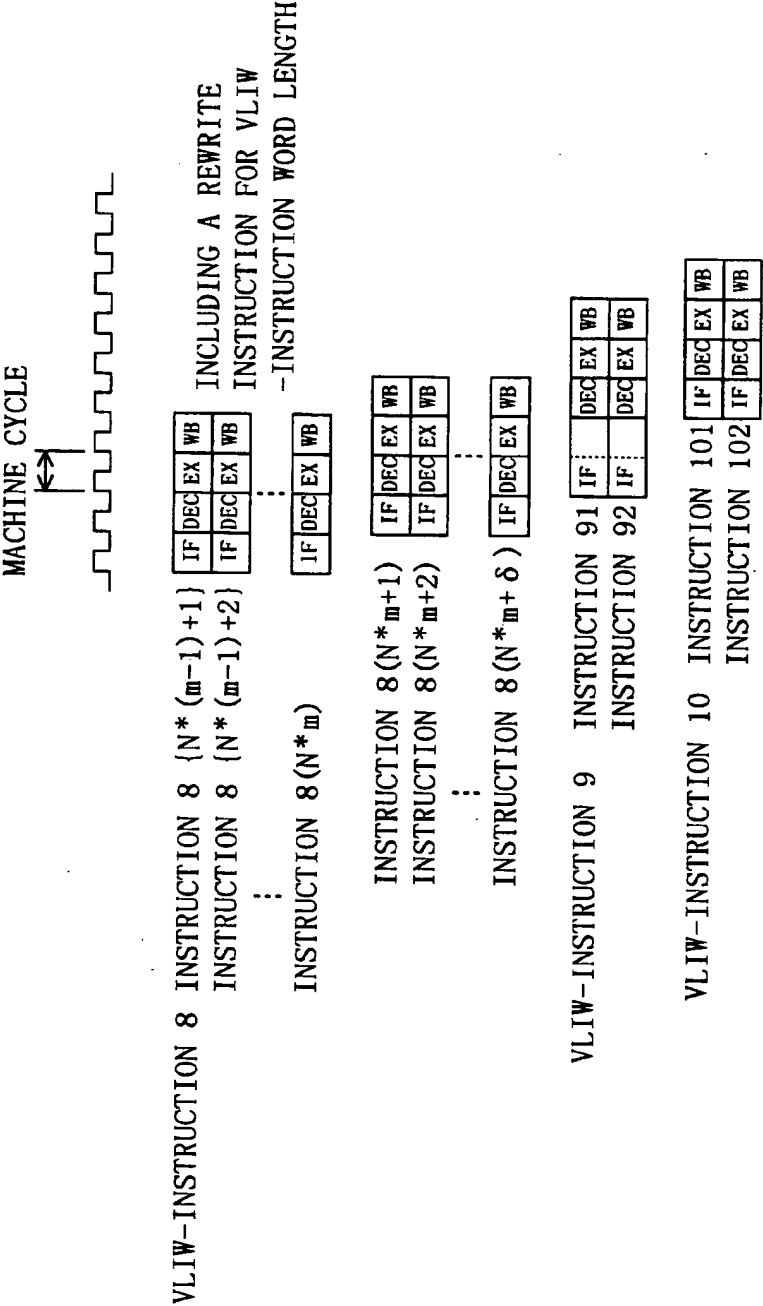 MACHINE CYCLE
VLIW-INSTRUCTION 8 INSTRUCTION 8 {N*(m-1)+1} IF DEC EX WB
INSTRUCTION 8 {N*(m-1)+2} IF DEC EX WB
INCLUDING A REWRITE
INSTRUCTION FOR VLIW
-INSTRUCTION WORD LENGTH
INSTRUCTION 8(N*m) IF DEC EX WB
INSTRUCTION 8(N*m+1) IF DEC EX WB
INSTRUCTION 8(N*m+2) IF DEC EX WB
INSTRUCTION 8(N*m+δ) IF DEC EX WB
VLIW-INSTRUCTION 9 INSTRUCTION 91 IF DEC EX WB
INSTRUCTION 92 IF DEC EX WB
VLIW-INSTRUCTION 10 INSTRUCTION 101 IF DEC EX WB
INSTRUCTION 102 IF DEC EX WB